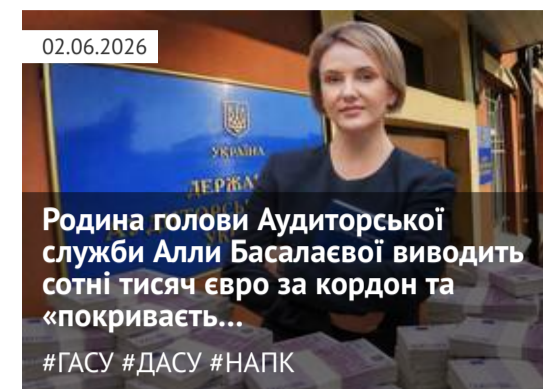 02.06.2026
УКРАЇНА
ДЕРЖА
Родина голови Аудиторської
служби Алли Басалаєвої виводить
сотні тисяч євро за кордон та
«покриваєть...
#ГАСУ #ДАСУ #НАПК